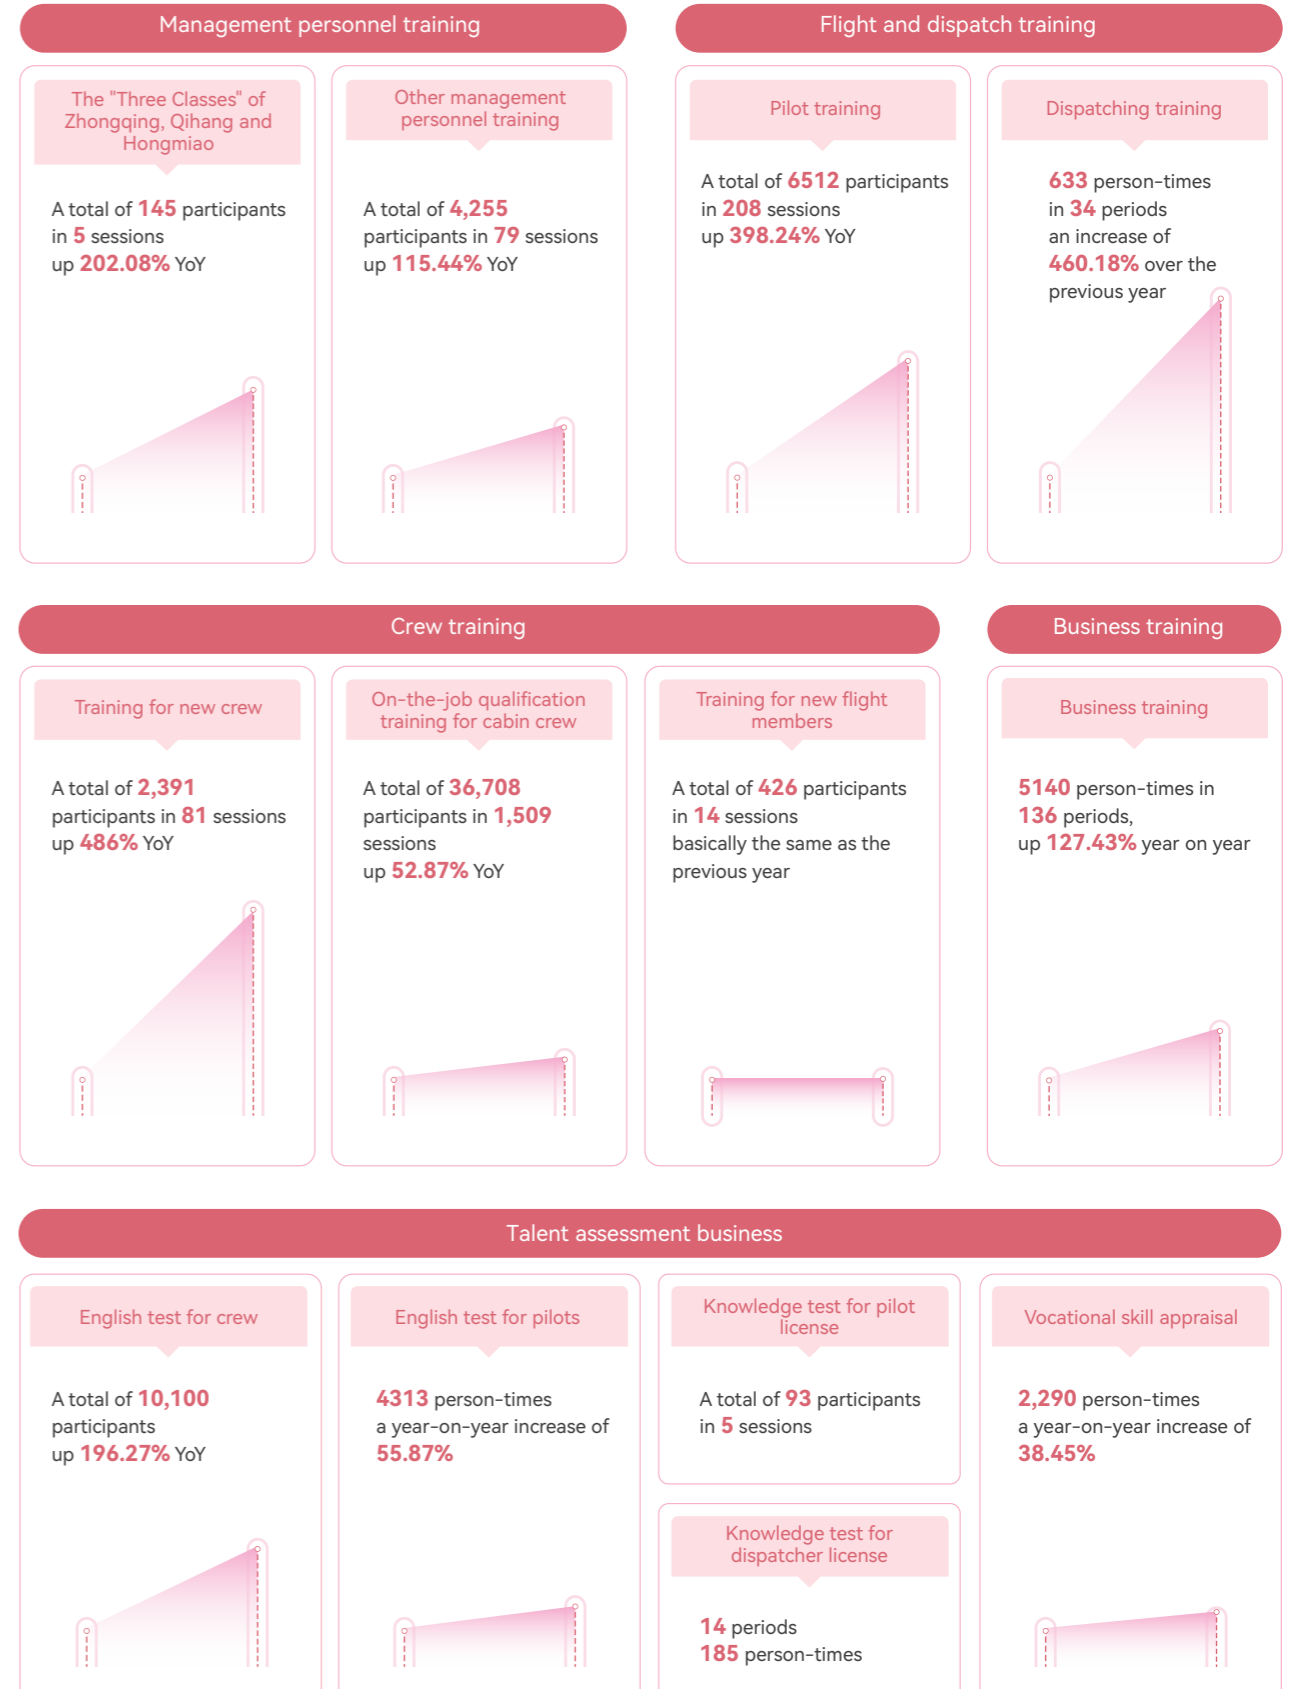 Management personnel training
The "Three Classes" of
Zhongqing, Qihang and
Hongmiao
A total of 145 participants
in 5 sessions
up 202.08% YoY
Other management
personnel training
A total of 4,255
participants in 79 sessions
up 115.44% YoY
Flight and dispatch training
Pilot training
A total of 6512 participants
in 208 sessions
up 398.24% YoY
Dispatching training
633 person-times
in 34 periods
an increase of
460.18% over the
previous year
Crew training
Training for new crew
A total of 2,391
participants in 81 sessions
up 486% YoY
On-the-job qualification
training for cabin crew
A total of 36,708
participants in 1,509
sessions
up 52.87% YoY
Training for new flight
members
A total of 426 participants
in 14 sessions
basically the same as the
previous year
Business training
Business training
5140 person-times in
136 periods,
up 127.43% year on year
Talent assessment business
English test for crew
A total of 10,100
participants
up 196.27% YoY
English test for pilots
4313 person-times
a year-on-year increase of
55.87%
Knowledge test for pilot
license
A total of 93 participants
in 5 sessions
Knowledge test for
dispatcher license
14 periods
185 person-times
Vocational skill appraisal
2,290 person-times
a year-on-year increase of
38.45%